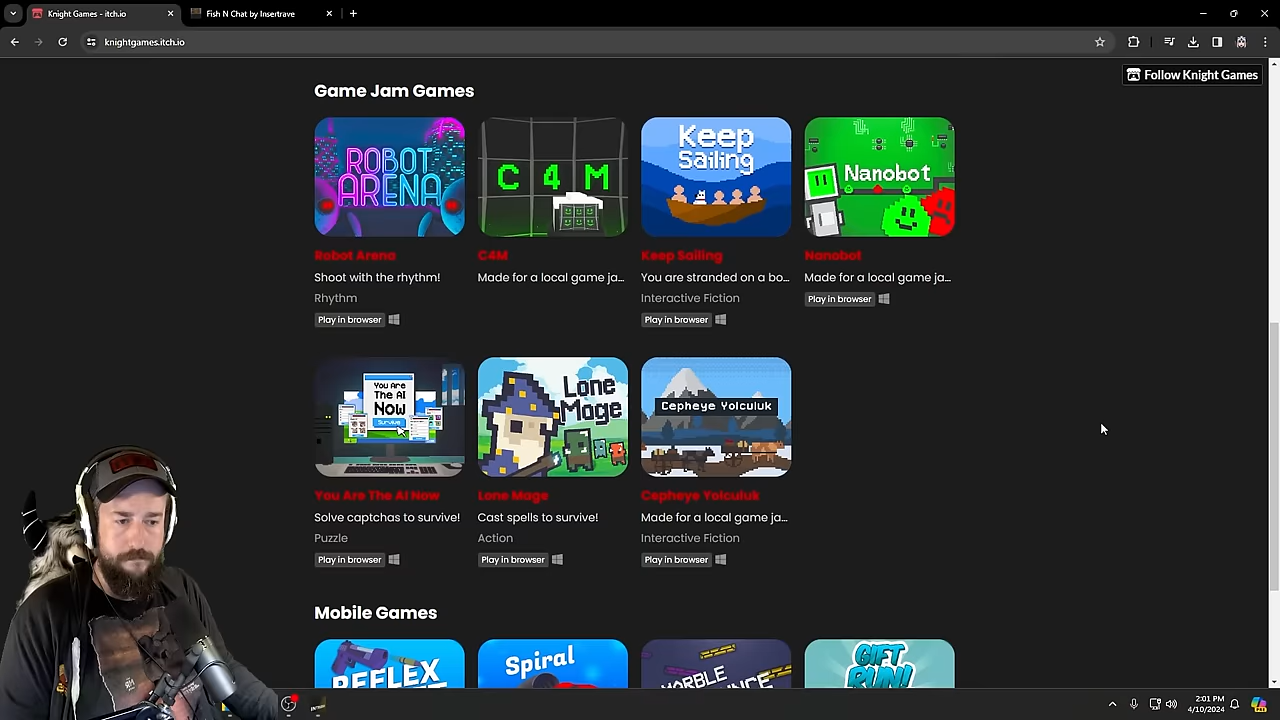 Knight Games - itch.io
Fish N Chat by Insertrave
knightgames.itch.io
Follow Knight Games
Game Jam Games
ROBOT ARENA
C 4 M
Keep Sailing
Nanobot
Robot Arena
C4M
Keep Sailing
Nanobot
Shoot with the rhythm!
Made for a local game ja...
You are stranded on a bo...
Made for a local game ja...
Rhythm
Interactive Fiction
Play in browser
Play in browser
Play in browser
You Are
The AI
Now
Survive
Lone
Mage
Cepheye Yolculuk
You Are The AI Now
Lone Mage
Cepheye Yolculuk
Solve captchas to survive!
Cast spells to survive!
Made for a local game ja...
Puzzle
Action
Interactive Fiction
Play in browser
Play in browser
Play in browser
Mobile Games
REFLEX
Spiral
MARBLE
GIFT
RUN!
2:01 PM
4/10/2024